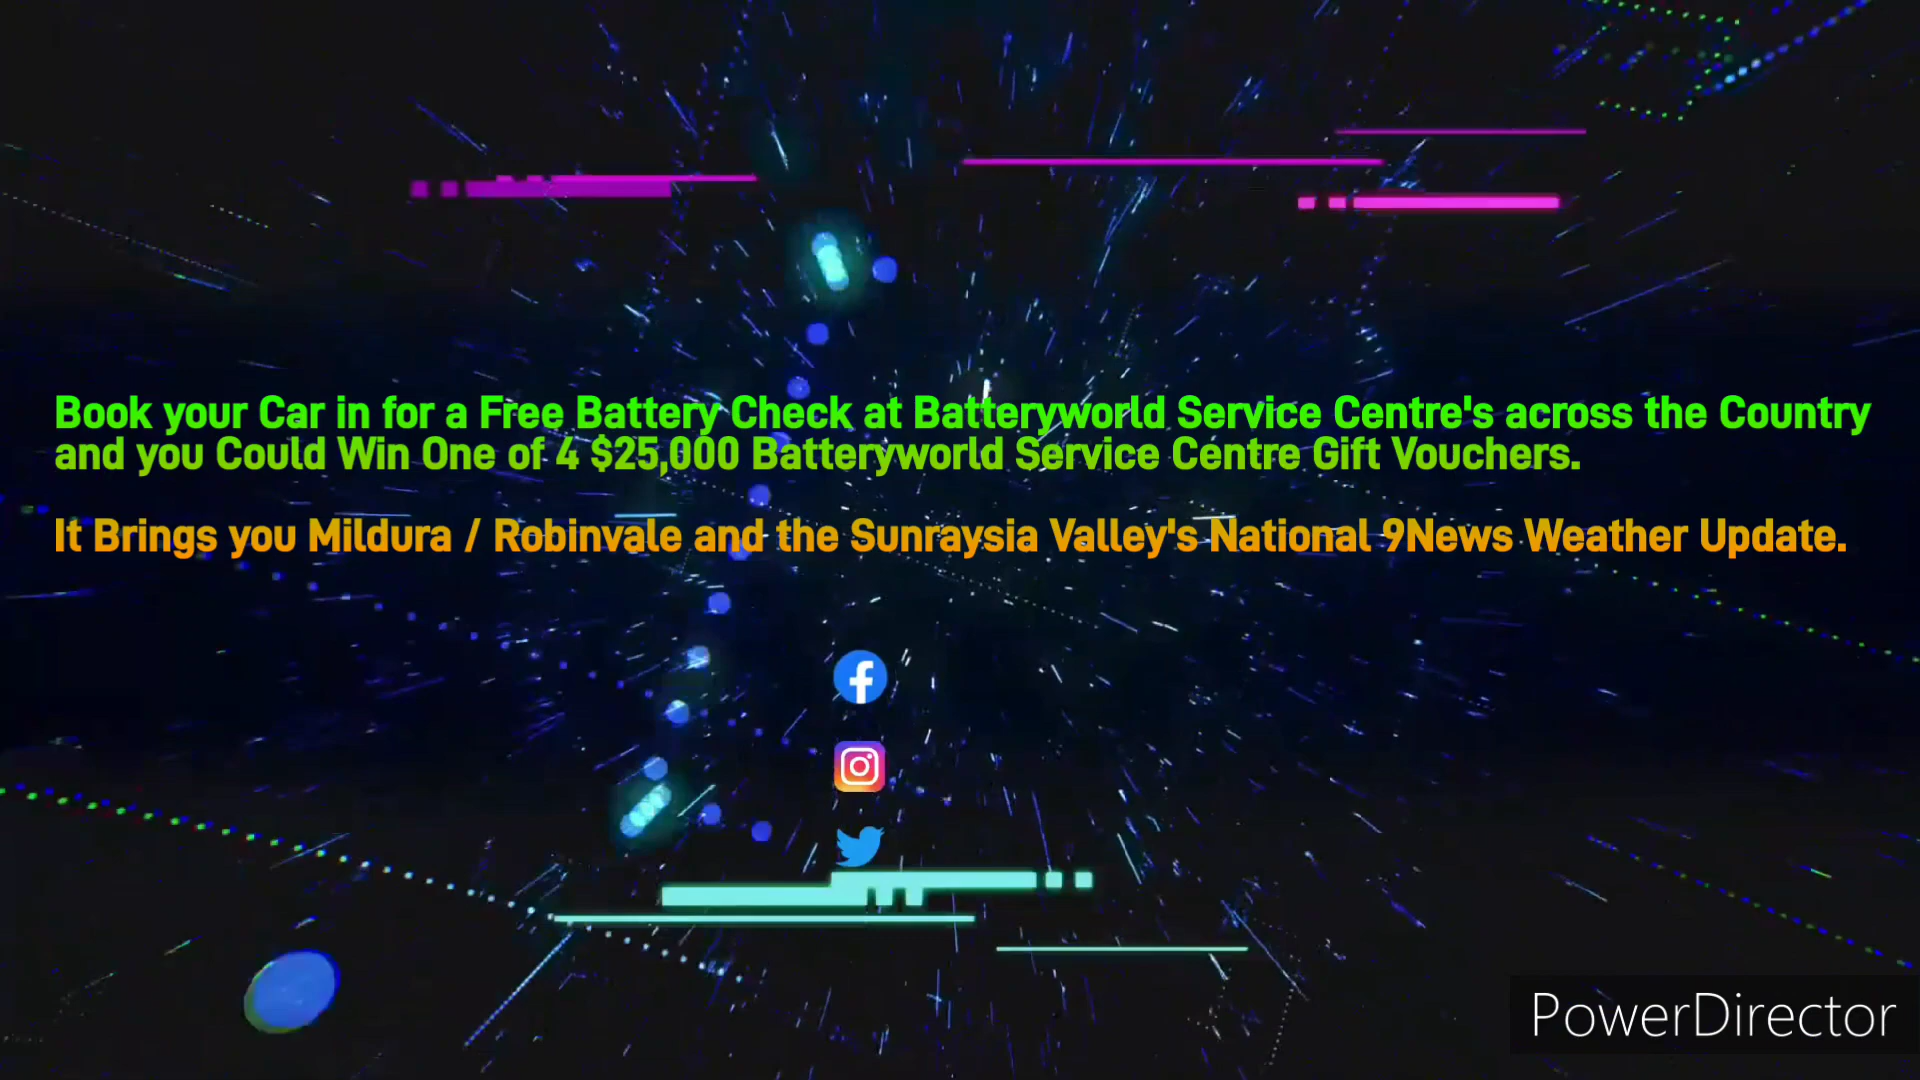 Book your Car in for a Free Battery Check at Batteryworld Service Centre's across the Country
and you Could Win One of 4 $25,000 Batteryworld Service Centre Gift Vouchers.
It Brings you Mildura / Robinvale and the Sunraysia Valley's National 9News Weather Update.
PowerDirector